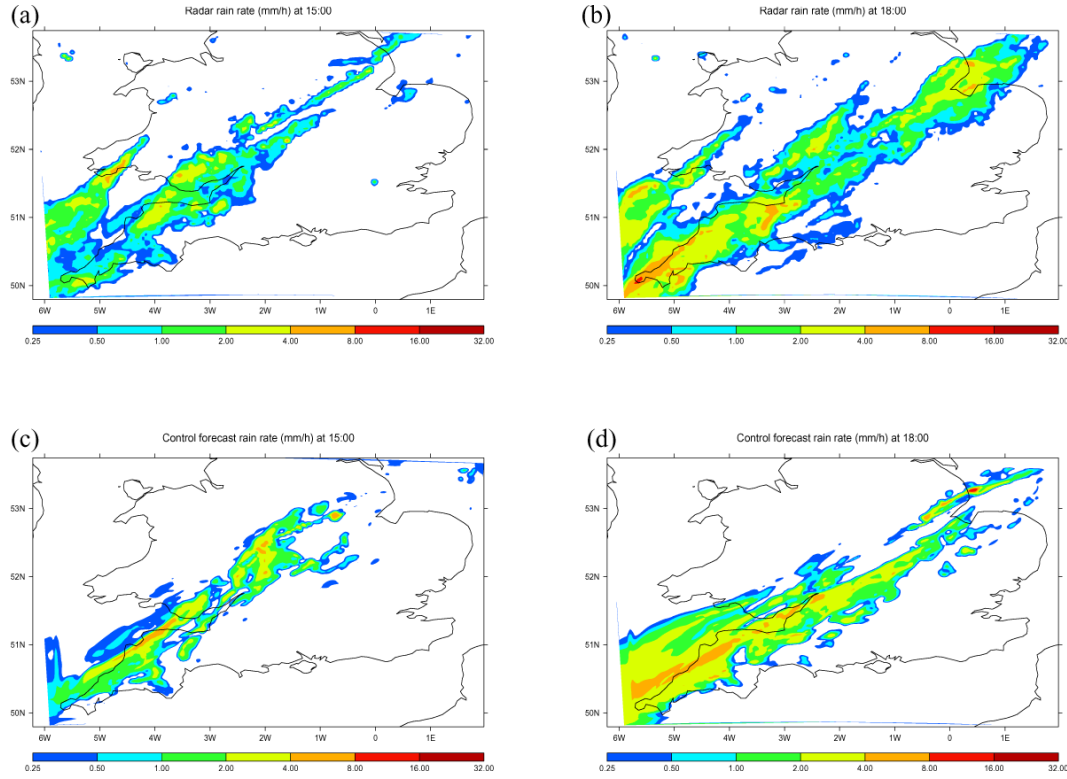 (a)
Radar rain rate (mm/h) at 15:00
53N
52N
51N
50N
6W 5W 4W 3W 2W 1W 0 1E
0.25 0.50 1.00 2.00 4.00 8.00 16.00 32.00
(b)
Radar rain rate (mm/h) at 18:00
53N
52N
51N
50N
6W 5W 4W 3W 2W 1W 0 1E
0.25 0.50 1.00 2.00 4.00 8.00 16.00 32.00
(c)
Control forecast rain rate (mm/h) at 15:00
53N
52N
51N
50N
6W 5W 4W 3W 2W 1W 0 1E
0.25 0.50 1.00 2.00 4.00 8.00 16.00 32.00
(d)
Control forecast rain rate (mm/h) at 18:00
53N
52N
51N
50N
6W 5W 4W 3W 2W 1W 0 1E
0.25 0.50 1.00 2.00 4.00 8.00 16.00 32.00